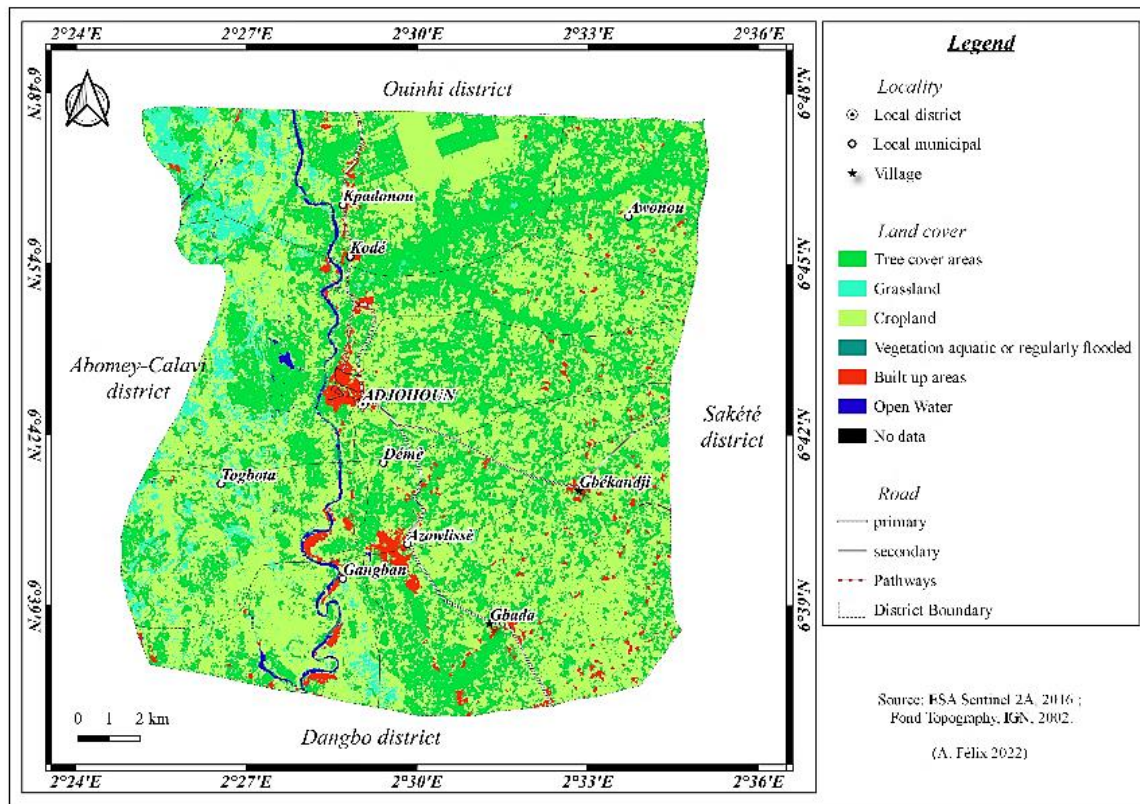 2°24'E 2°27'E 2°30'E 2°33'E 2°36'E
6°48'N 6°45'N 6°42'N 6°39'N
Ouinhi district
Kpadonou
Awonou
Kodé
Abomey-Calavi
district
ADJOHOUN
Sakété
district
Démè
Togbota
Gbékandji
Azowlissè
Gangban
Gbada
0 1 2 km
Dangbo district
6°48'N 6°45'N 6°42'N 6°39'N
2°24'E 2°27'E 2°30'E 2°33'E 2°36'E
Legend
Locality
Local district
Local municipal
Village
Land cover
Tree cover areas
Grassland
Cropland
Vegetation aquatic or regularly flooded
Built up areas
Open Water
No data
Road
primary
secondary
Pathways
District Boundary
Source: ESA Sentinel 2A, 2016 ;
Fond Topography, IGN, 2002.
(A. Félix 2022)